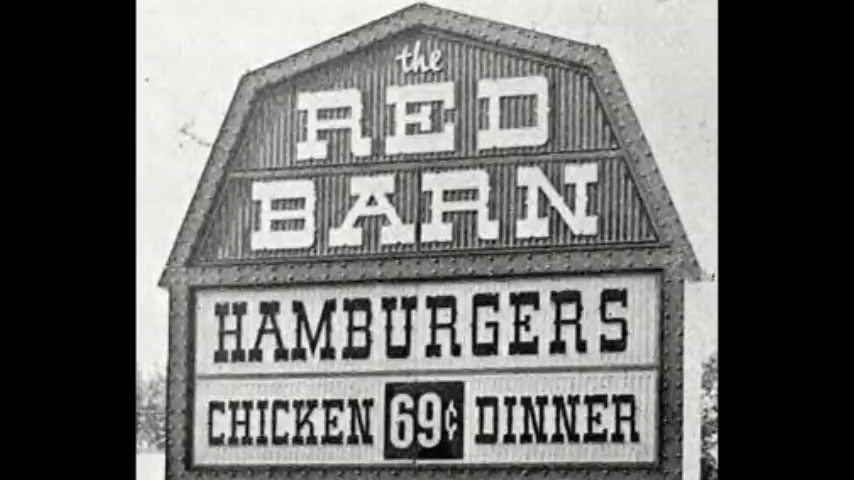 the
RED
BARN
HAMBURGERS
CHICKEN 69¢ DINNER